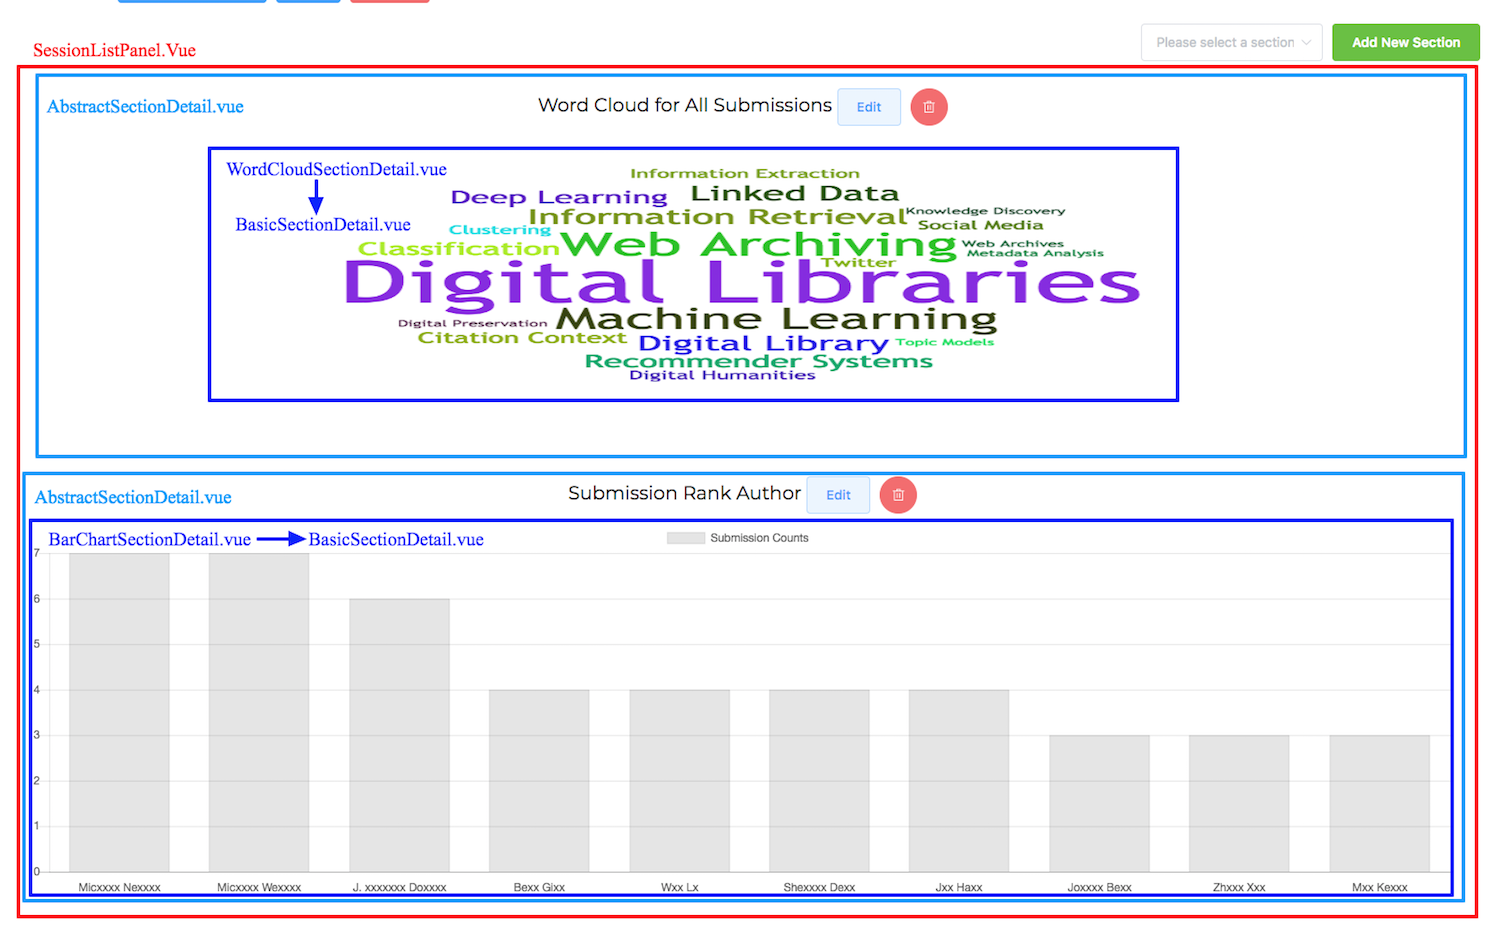 SessionListPanel.Vue
Please select a section
Add New Section
AbstractSectionDetail.vue
Word Cloud for All Submissions
Edit
WordCloudSectionDetail.vue
BasicSectionDetail.vue
Information Extraction
Deep Learning
Linked Data
Information Retrieval
Knowledge Discovery
Social Media
Clustering
Classification
Web Archiving
Web Archives
Metadata Analysis
Twitter
Digital Libraries
Digital Preservation
Machine Learning
Citation Context
Digital Library
Topic Models
Recommender Systems
Digital Humanities
AbstractSectionDetail.vue
Submission Rank Author
Edit
BarChartSectionDetail.vue
BasicSectionDetail.vue
Submission Counts
7
6
5
4
3
2
1
0
Micxxxx Nexxxx
Micxxxx Wexxxx
J. xxxxxxx Doxxxx
Bexx Gixx
Wxx Lx
Shexxxx Dexx
Jxx Haxx
Joxxxx Bexx
Zhxxx Xxx
Mxx Kexxx